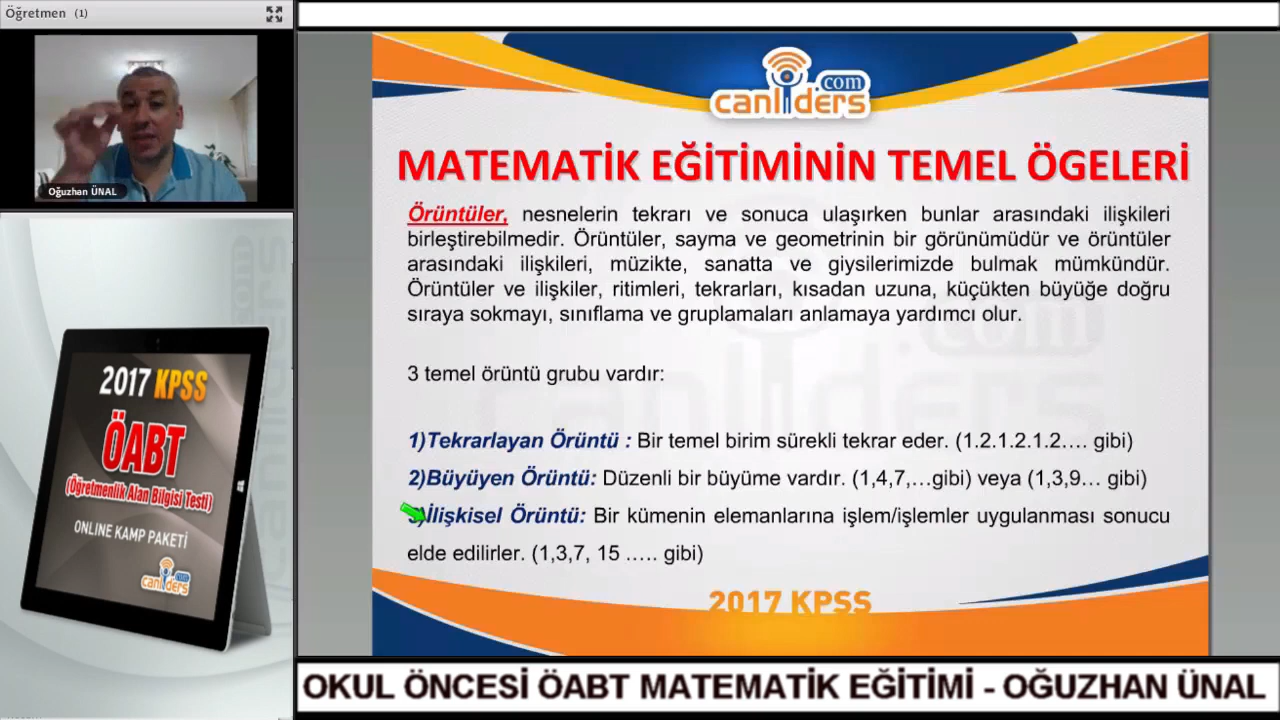 Öğretmen (1)
Oğuzhan ÜNAL
2017 KPSS
ÖABT
(Öğretmenlik Alan Bilgisi Testi)
ONLINE KAMP PAKETİ
canlıders
.com
canlıders
MATEMATİK EĞİTİMİNİN TEMEL ÖGELERİ
Örüntüler, nesnelerin tekrarı ve sonuca ulaşırken bunlar arasındaki ilişkileri
birleştirebilmedir. Örüntüler, sayma ve geometrinin bir görünümüdür ve örüntüler
arasındaki ilişkileri, müzikte, sanatta ve giysilerimizde bulmak mümkündür.
Örüntüler ve ilişkiler, ritimleri, tekrarları, kısadan uzuna, küçükten büyüğe doğru
sıraya sokmayı, sınıflama ve gruplamaları anlamaya yardımcı olur.
3 temel örüntü grubu vardır:
1)Tekrarlayan Örüntü : Bir temel birim sürekli tekrar eder. (1.2.1.2.1.2…. gibi)
2)Büyüyen Örüntü: Düzenli bir büyüme vardır. (1,4,7,…gibi) veya (1,3,9… gibi)
İlişkisel Örüntü: Bir kümenin elemanlarına işlem/işlemler uygulanması sonucu
elde edilirler. (1,3,7, 15 ….. gibi)
2017 KPSS
OKUL ÖNCESİ ÖABT MATEMATİK EĞİTİMİ - OĞUZHAN ÜNAL